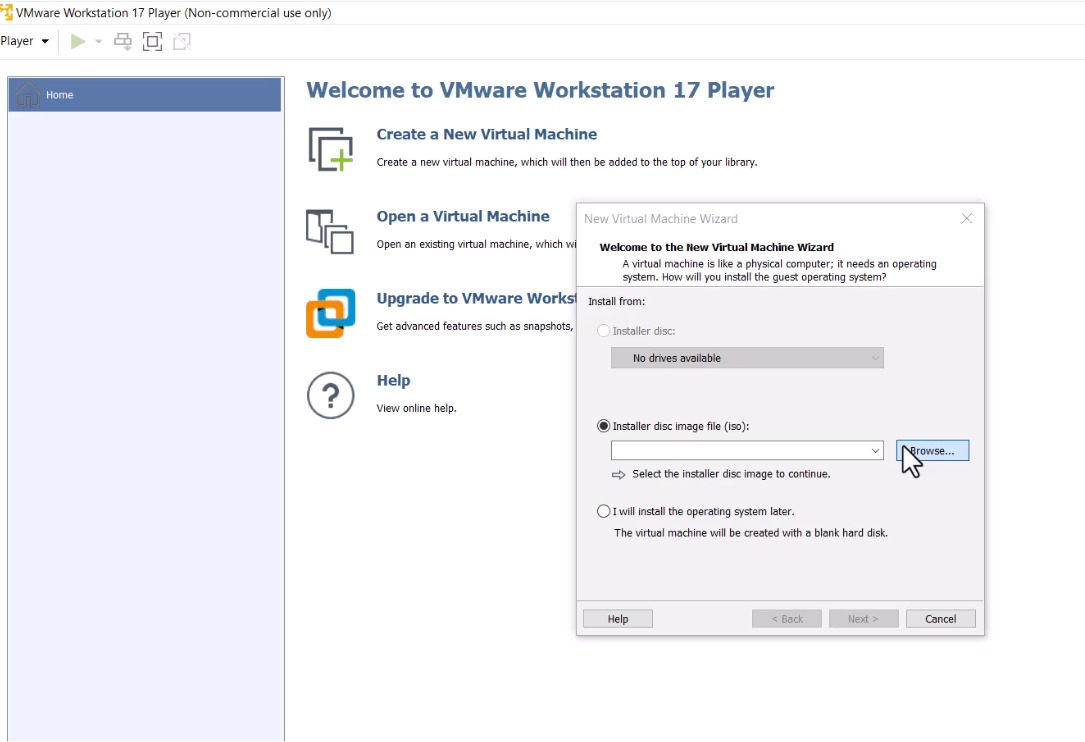 VMware Workstation 17 Player (Non-commercial use only)
Player
Home
Welcome to VMware Workstation 17 Player
Create a New Virtual Machine
Create a new virtual machine, which will then be added to the top of your library.
Open a Virtual Machine
Open an existing virtual machine, which wi
Upgrade to VMware Workst
Get advanced features such as snapshots,
Help
View online help.
New Virtual Machine Wizard
Welcome to the New Virtual Machine Wizard
A virtual machine is like a physical computer; it needs an operating
system. How will you install the guest operating system?
Install from:
Installer disc:
No drives available
Installer disc image file (iso):
Browse...
Select the installer disc image to continue.
I will install the operating system later.
The virtual machine will be created with a blank hard disk.
Help
< Back
Next >
Cancel